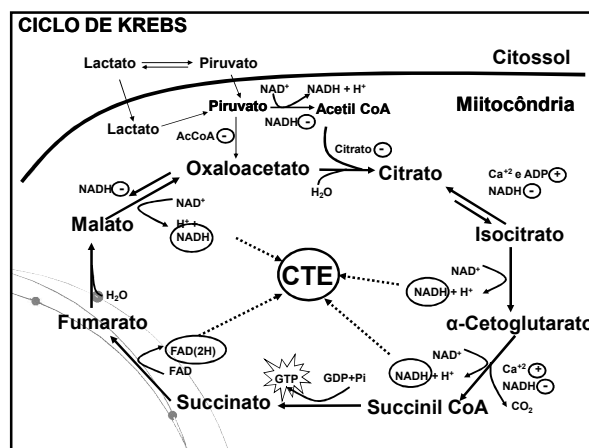 CICLO DE KREBS
Citossol
Lactato
Piruvato
NAD⁺
NADH + H⁺
Piruvato
Acetil CoA
Miitocôndria
Lactato
NADH -
AcCoA -
Citrato -
Oxaloacetato
Citrato
H₂O
Ca⁺² e ADP +
NADH -
NADH -
NAD⁺
Malato
H⁺ +
NADH
Isocitrato
CTE
NAD⁺
NADH + H⁺
H₂O
Fumarato
α-Cetoglutarato
FAD(2H)
FAD
NAD⁺
NADH + H⁺
Ca⁺² +
NADH -
CO₂
GTP
GDP+Pi
Succinato
Succinil CoA